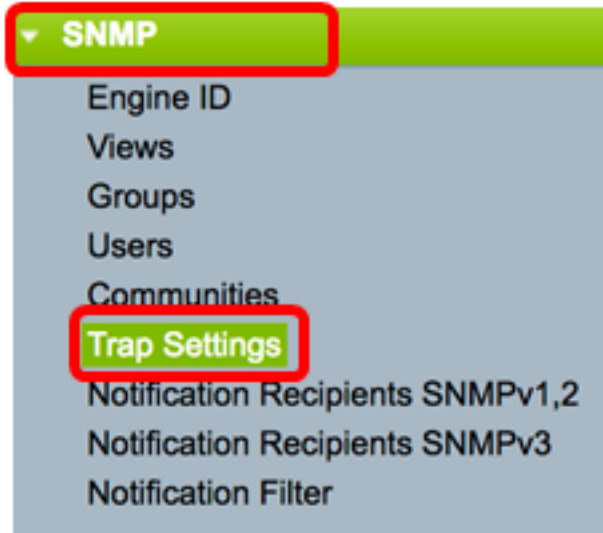 SNMP
Engine ID
Views
Groups
Users
Communities
Trap Settings
Notification Recipients SNMPv1,2
Notification Recipients SNMPv3
Notification Filter